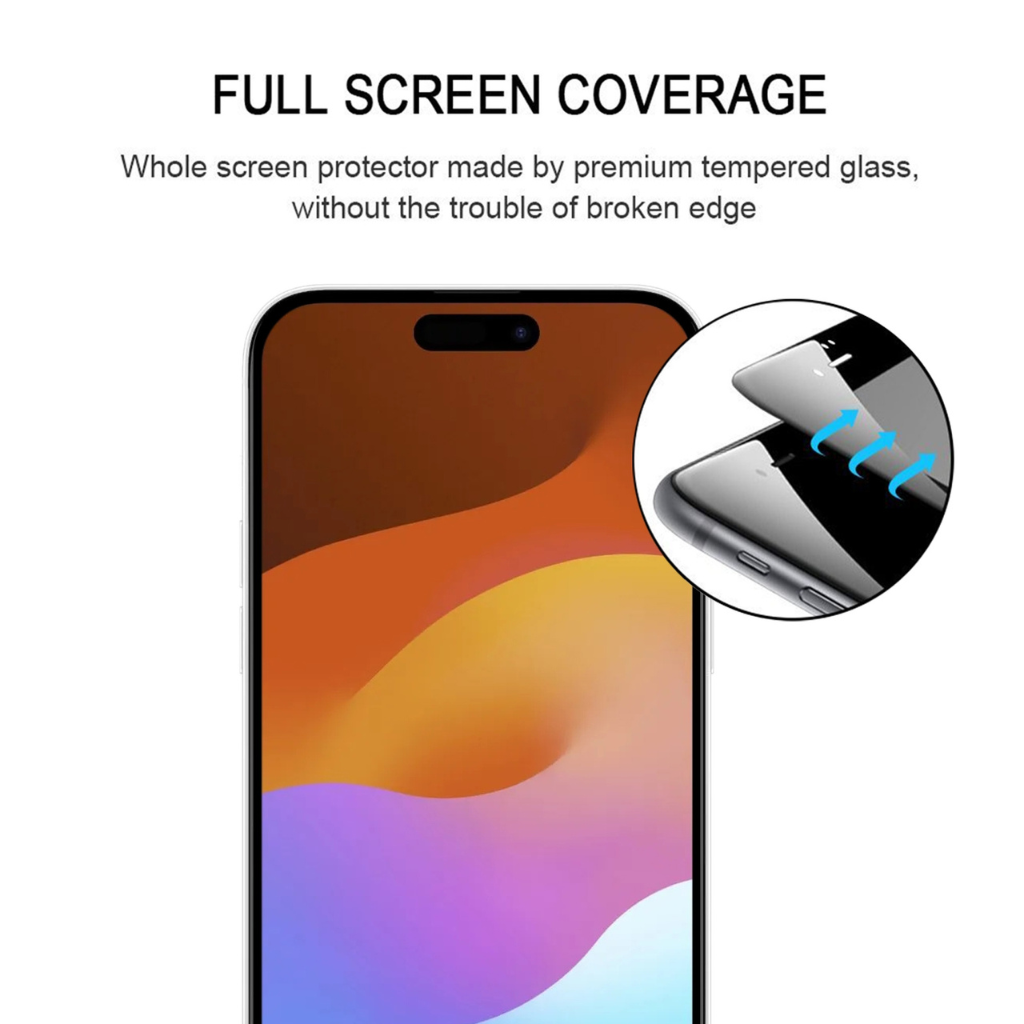 FULL SCREEN COVERAGE
Whole screen protector made by premium tempered glass,
without the trouble of broken edge